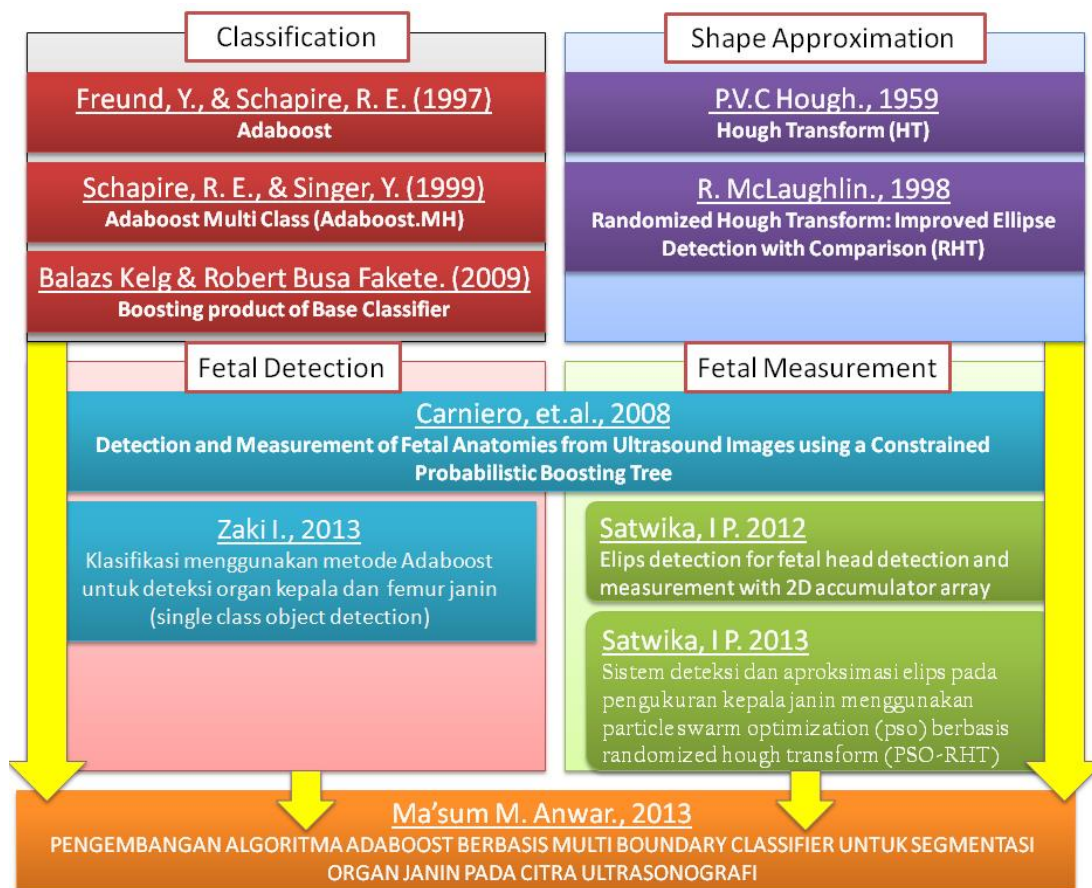 Classification
Freund, Y., & Schapire, R. E. (1997)
Adaboost
Schapire, R. E., & Singer, Y. (1999)
Adaboost Multi Class (Adaboost.MH)
Balazs Kelg & Robert Busa Fakete. (2009)
Boosting product of Base Classifier
Shape Approximation
P.V.C Hough., 1959
Hough Transform (HT)
R. McLaughlin., 1998
Randomized Hough Transform: Improved Ellipse
Detection with Comparison (RHT)
Fetal Detection
Fetal Measurement
Carniero, et.al., 2008
Detection and Measurement of Fetal Anatomies from Ultrasound Images using a Constrained
Probabilistic Boosting Tree
Zaki I., 2013
Klasifikasi menggunakan metode Adaboost
untuk deteksi organ kepala dan femur janin
(single class object detection)
Satwika, I P. 2012
Elips detection for fetal head detection and
measurement with 2D accumulator array
Satwika, I P. 2013
Sistem deteksi dan aproksimasi elips pada
pengukuran kepala janin menggunakan
particle swarm optimization (pso) berbasis
randomized hough transform (PSO-RHT)
Ma'sum M. Anwar., 2013
PENGEMBANGAN ALGORITMA ADABOOST BERBASIS MULTI BOUNDARY CLASSIFIER UNTUK SEGMENTASI
ORGAN JANIN PADA CITRA ULTRASONOGRAFI